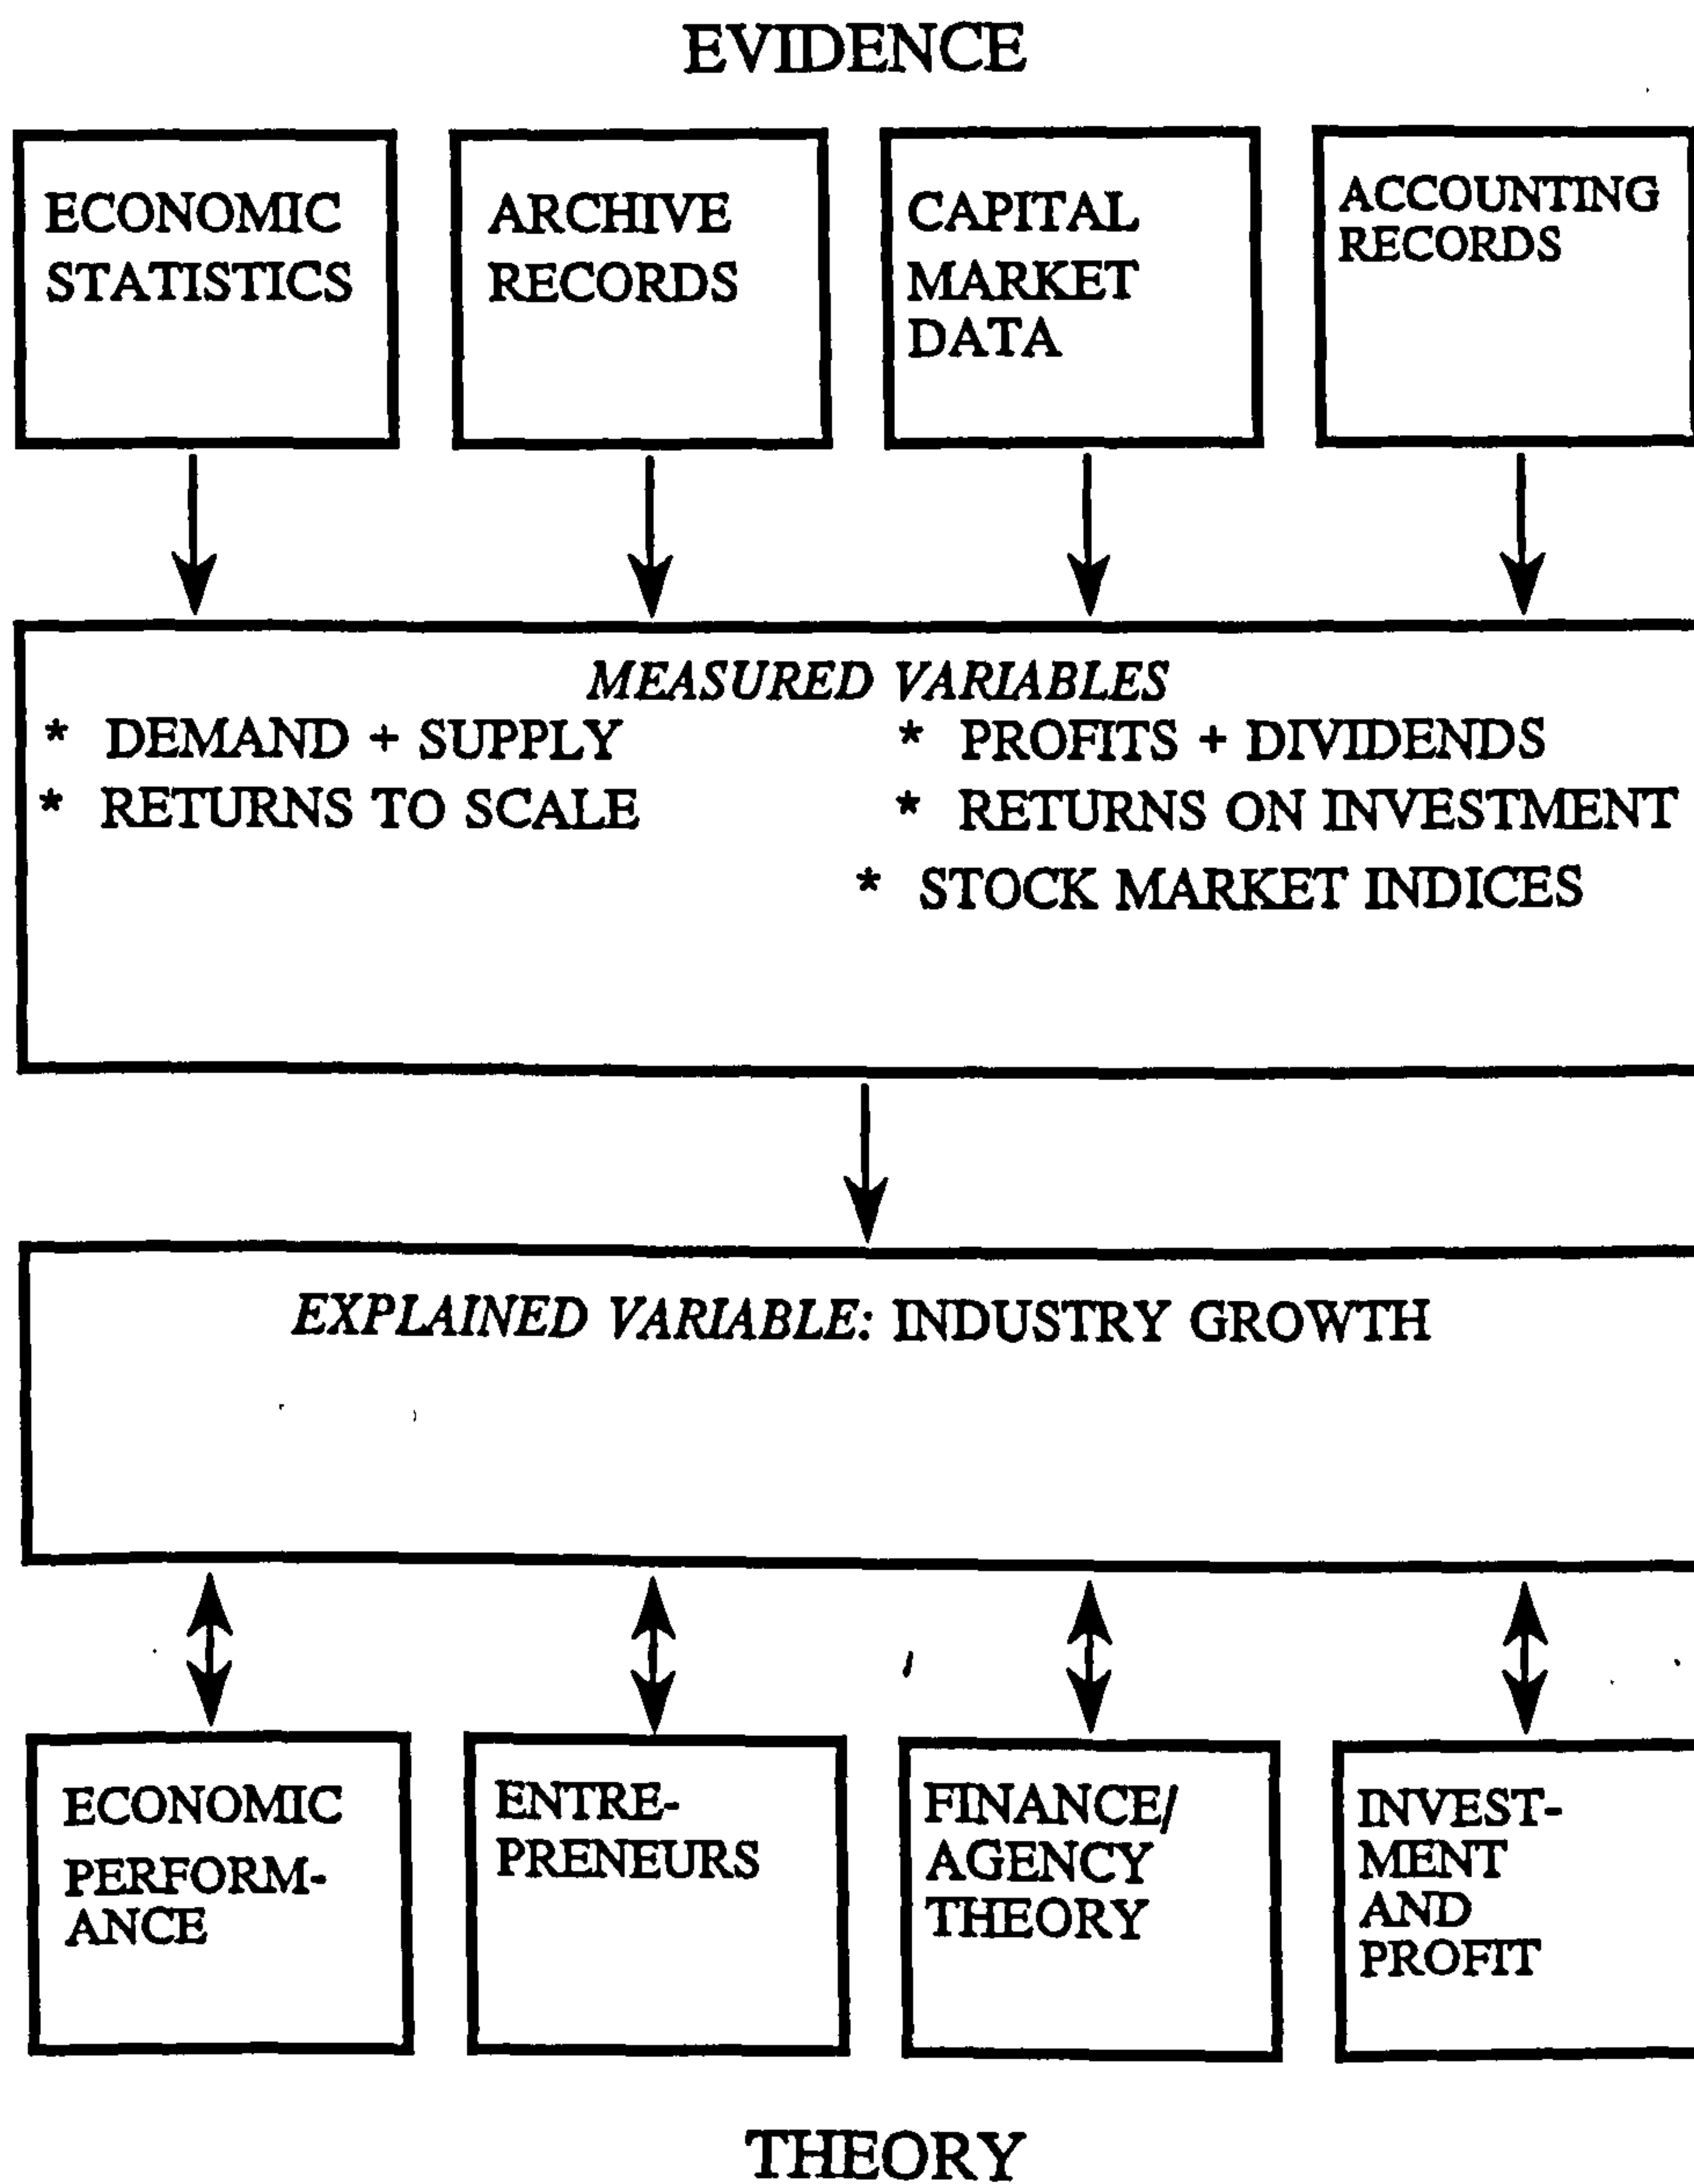 EVIDENCE
ECONOMIC
STATISTICS
ARCHIVE
RECORDS
CAPITAL
MARKET
DATA
ACCOUNTING
RECORDS
MEASURED VARIABLES
* DEMAND + SUPPLY
* RETURNS TO SCALE
* PROFITS + DIVIDENDS
* RETURNS ON INVESTMENT
* STOCK MARKET INDICES
EXPLAINED VARIABLE: INDUSTRY GROWTH
ECONOMIC
PERFORM-
ANCE
ENTRE-
PRENEURS
FINANCE/
AGENCY
THEORY
INVEST-
MENT
AND
PROFIT
THEORY